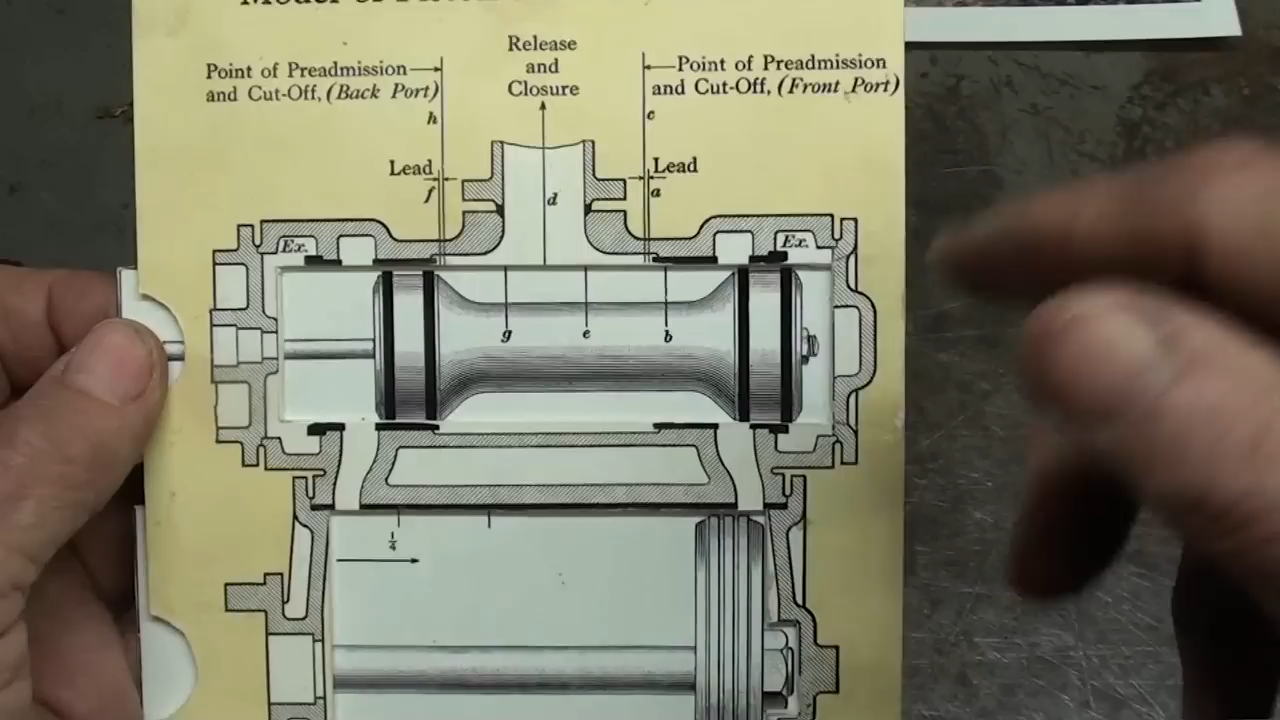 Release
and
Closure
Point of Preadmission
and Cut-Off, (Back Port)
h
Point of Preadmission
and Cut-Off, (Front Port)
c
Lead
f
Lead
a
d
Ex.
Ex.
g
e
b
1/4